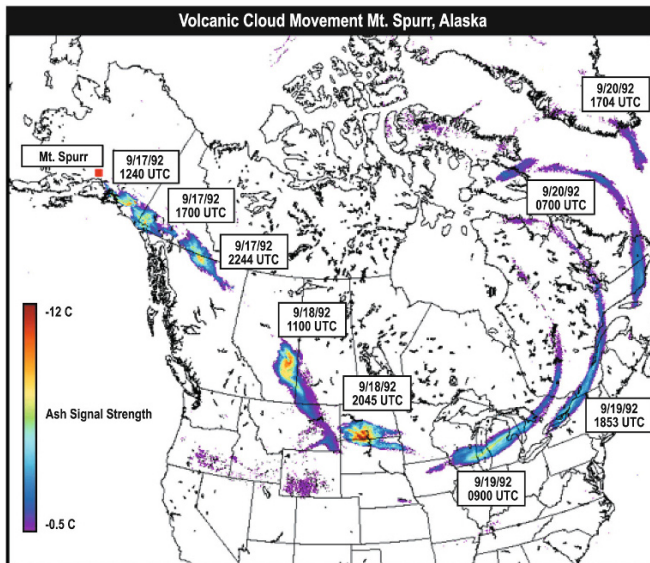 Volcanic Cloud Movement Mt. Spurr, Alaska
9/20/92
1704 UTC
Mt. Spurr
9/17/92
1240 UTC
9/17/92
1700 UTC
9/20/92
0700 UTC
9/17/92
2244 UTC
-12 C
9/18/92
1100 UTC
9/18/92
2045 UTC
Ash Signal Strength
9/19/92
1853 UTC
9/19/92
0900 UTC
-0.5 C